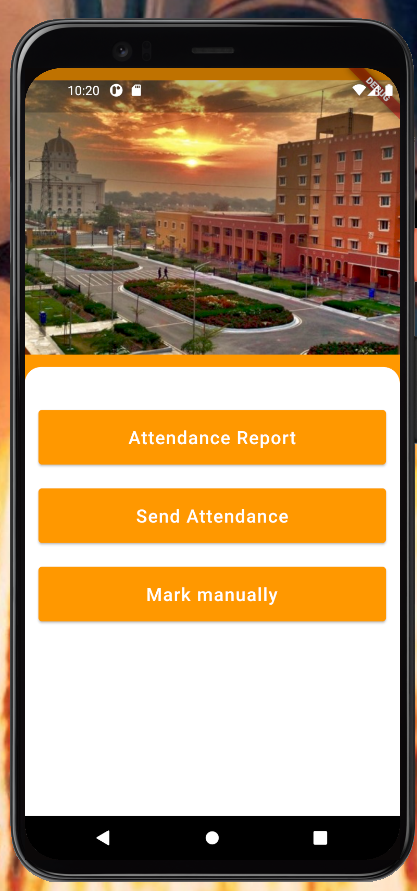 10:20
DEBUG
Attendance Report
Send Attendance
Mark manually